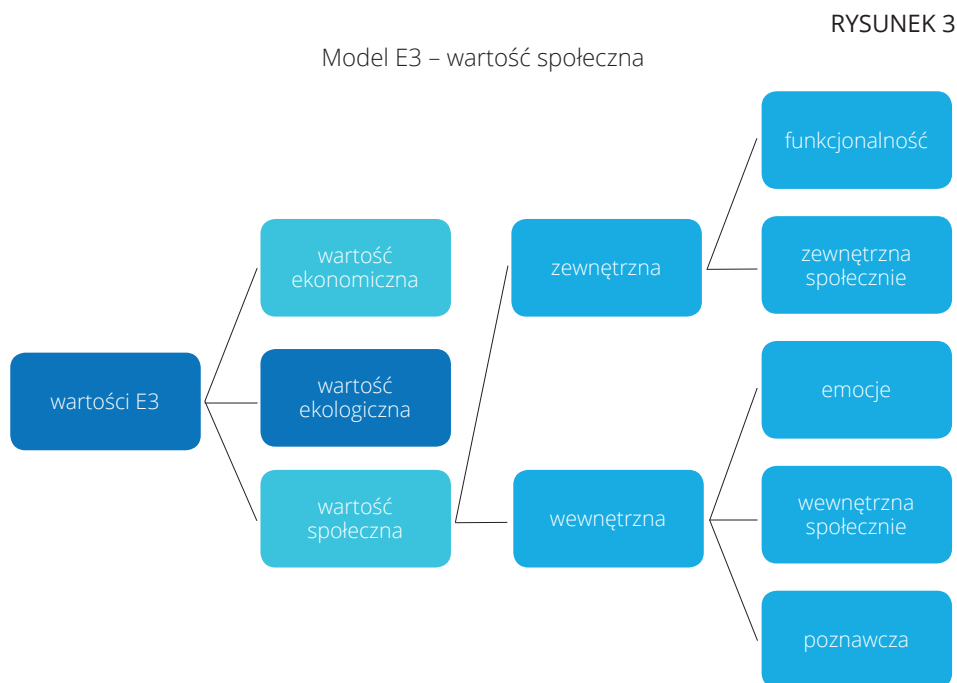 RYSUNEK 3
Model E3 – wartość społeczna
wartości E3
wartość
ekonomiczna
wartość
ekologiczna
wartość
społeczna
zewnętrzna
wewnętrzna
funkcjonalność
zewnętrzna
społecznie
emocje
wewnętrzna
społecznie
poznawcza